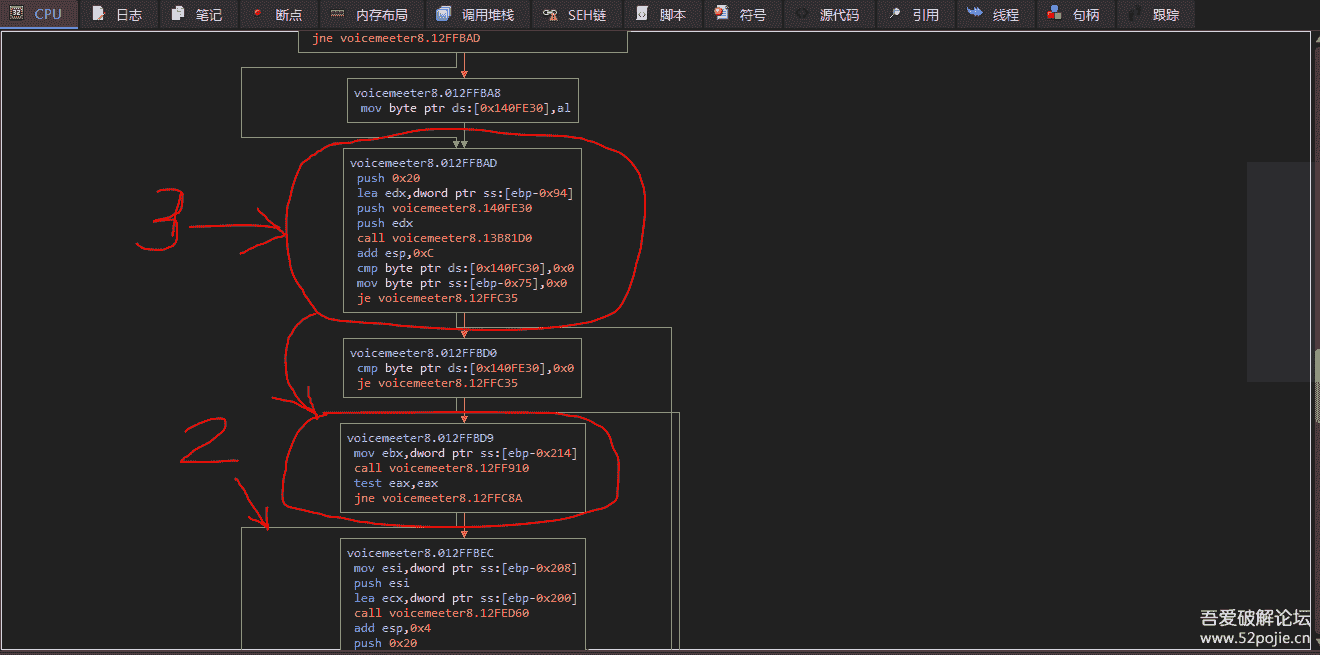 CPU 日志 笔记 断点 内存布局 调用堆栈 SEH链 脚本 符号 源代码 引用 线程 句柄 跟踪
jne voicemeeter8.12FFBAD
voicemeeter8.012FFBA8
mov byte ptr ds:[0x140FE30],al
voicemeeter8.012FFBAD
push 0x20
lea edx,dword ptr ss:[ebp-0x94]
push voicemeeter8.140FE30
push edx
call voicemeeter8.13B81D0
add esp,0xC
cmp byte ptr ds:[0x140FC30],0x0
mov byte ptr ss:[ebp-0x75],0x0
je voicemeeter8.12FFC35
3
voicemeeter8.012FFBD0
cmp byte ptr ds:[0x140FE30],0x0
je voicemeeter8.12FFC35
2
voicemeeter8.012FFBD9
mov ebx,dword ptr ss:[ebp-0x214]
call voicemeeter8.12FF910
test eax,eax
jne voicemeeter8.12FFC8A
voicemeeter8.012FFBEC
mov esi,dword ptr ss:[ebp-0x208]
push esi
lea ecx,dword ptr ss:[ebp-0x200]
call voicemeeter8.12FED60
add esp,0x4
push 0x20
吾爱破解论坛
www.52pojie.cn